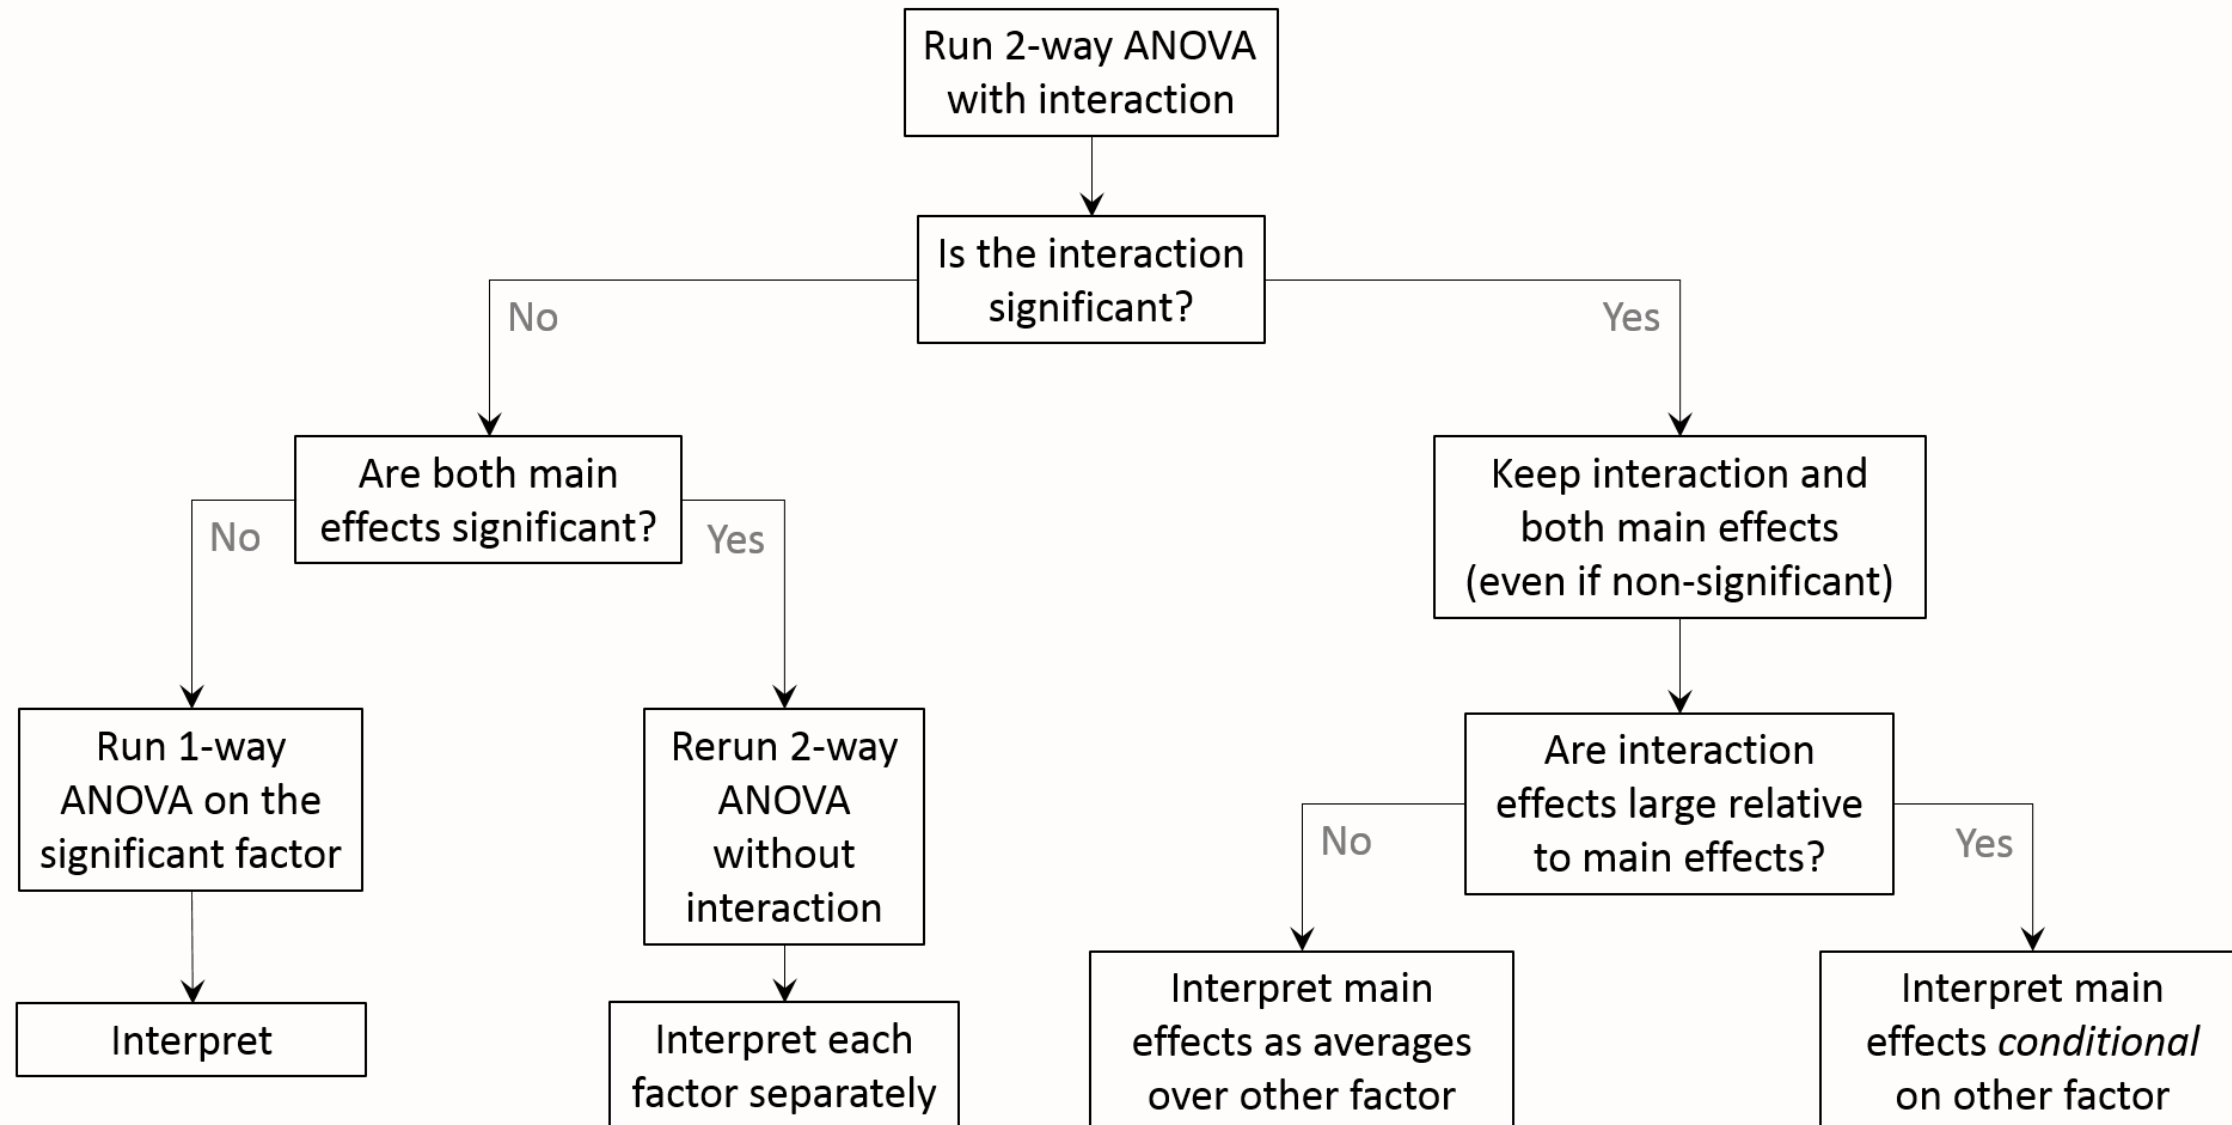 Run 2-way ANOVA
with interaction
Is the interaction
significant?
No
Yes
Are both main
effects significant?
No
Yes
Keep interaction and
both main effects
(even if non-significant)
Run 1-way
ANOVA on the
significant factor
Rerun 2-way
ANOVA
without
interaction
Are interaction
effects large relative
to main effects?
No
Yes
Interpret
Interpret each
factor separately
Interpret main
effects as averages
over other factor
Interpret main
effects conditional
on other factor